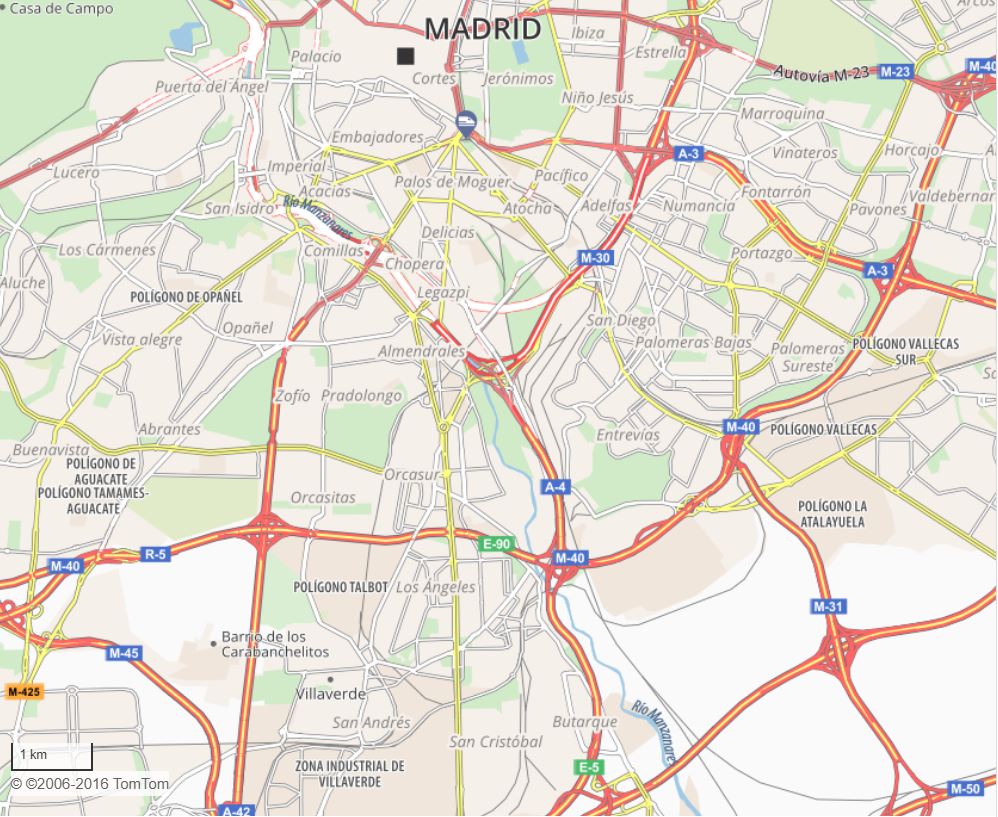 Casa de Campo
MADRID
Ibiza
Arcos
Estrella
Palacio
Cortes
Jerónimos
Autovía M-23
M-23
M-40
Puerta del Ángel
Niño Jesús
Marroquina
Embajadores
A-3
Vinateros
Horcajo
Lucero
Imperial
Acacias
Palos de Moguer
Pacífico
Fontarrón
Valdebernar
San Isidro
Río Manzanares
Atocha
Adelfas
Numancia
Pavones
Delicias
Los Cármenes
Comillas
Chopera
M-30
Portazgo
A-3
Aluche
POLÍGONO DE OPAÑEL
Legazpi
Opañel
San Diego
Vista alegre
Almendrales
Palomeras Bajas
Palomeras
Sureste
POLÍGONO VALLECAS
SUR
Zofío
Pradolongo
Abrantes
Entrevías
M-40
POLÍGONO VALLECAS
Buenavista
POLÍGONO DE
AGUACATE
POLÍGONO TAMAMES-
AGUACATE
Orcasur
Orcasitas
A-4
POLÍGONO LA
ATALAYUELA
R-5
E-90
M-40
M-40
POLÍGONO TALBOT
Los Ángeles
M-31
Barrio de los
Carabanchelitos
M-45
M-425
Villaverde
San Andrés
Butarque
Río Manzanares
San Cristóbal
1 km
ZONA INDUSTRIAL DE
VILLAVERDE
E-5
© ©2006-2016 TomTom
A-42
M-50